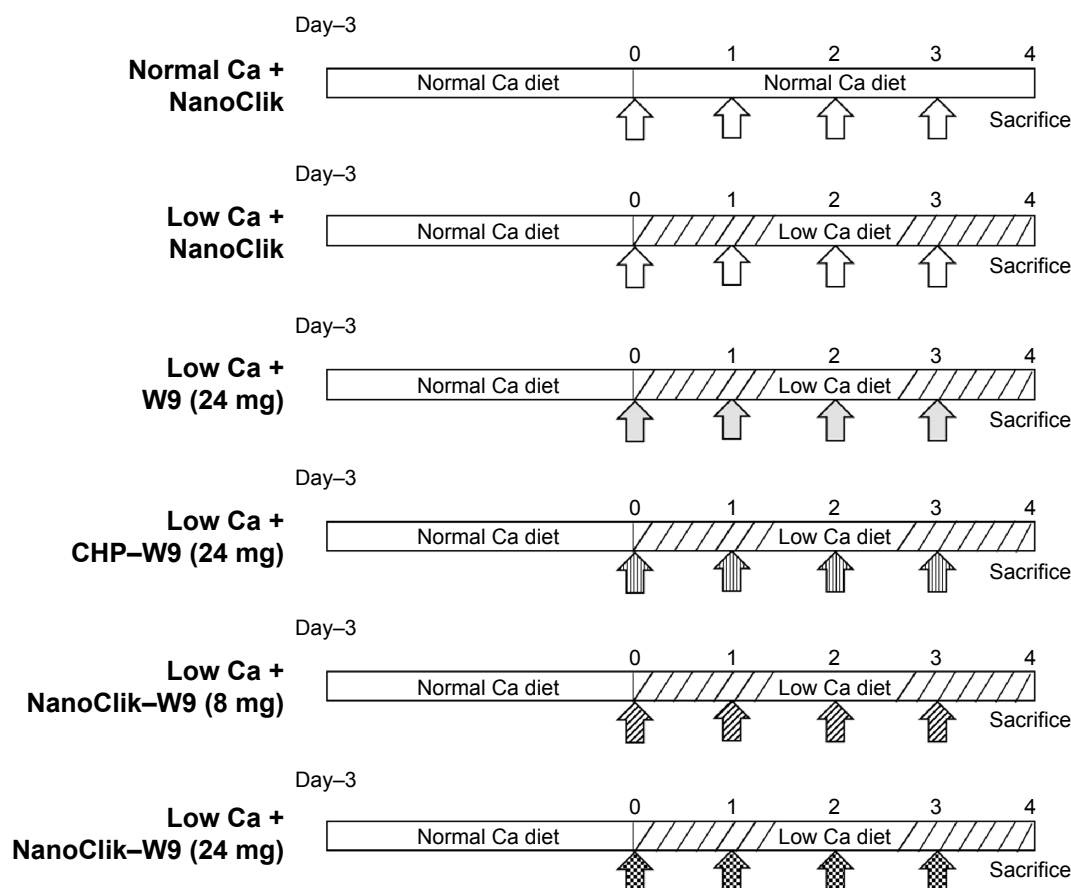 Day–3
0 1 2 3 4
Normal Ca +
NanoClik
Normal Ca diet Normal Ca diet
Sacrifice
Day–3
0 1 2 3 4
Low Ca +
NanoClik
Normal Ca diet Low Ca diet
Sacrifice
Day–3
0 1 2 3 4
Low Ca +
W9 (24 mg)
Normal Ca diet Low Ca diet
Sacrifice
Day–3
0 1 2 3 4
Low Ca +
CHP–W9 (24 mg)
Normal Ca diet Low Ca diet
Sacrifice
Day–3
0 1 2 3 4
Low Ca +
NanoClik–W9 (8 mg)
Normal Ca diet Low Ca diet
Sacrifice
Day–3
0 1 2 3 4
Low Ca +
NanoClik–W9 (24 mg)
Normal Ca diet Low Ca diet
Sacrifice